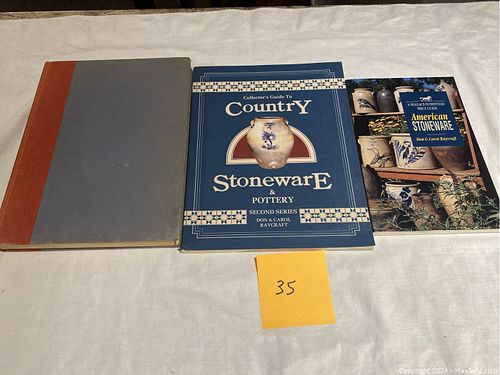 Collector's Guide To
Country
Stoneware
&
POTTERY
SECOND SERIES
DON & CAROL
RAYCRAFT
A WALLACE-HOMESTEAD
PRICE GUIDE
American
STONEWARE
Don & Carol Raycraft
35
Copyright 2024 - MaxSold.com